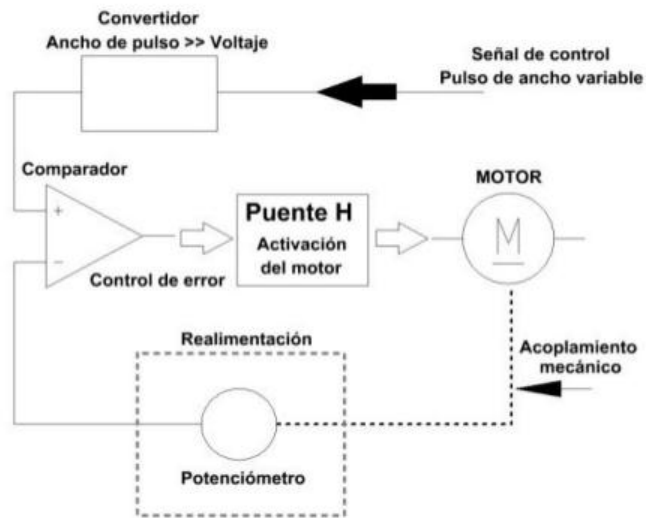 Convertidor
Ancho de pulso >> Voltaje
Señal de control
Pulso de ancho variable
Comparador
+
−
Control de error
Puente H
Activación
del motor
MOTOR
M
Realimentación
Potenciómetro
Acoplamiento
mecánico